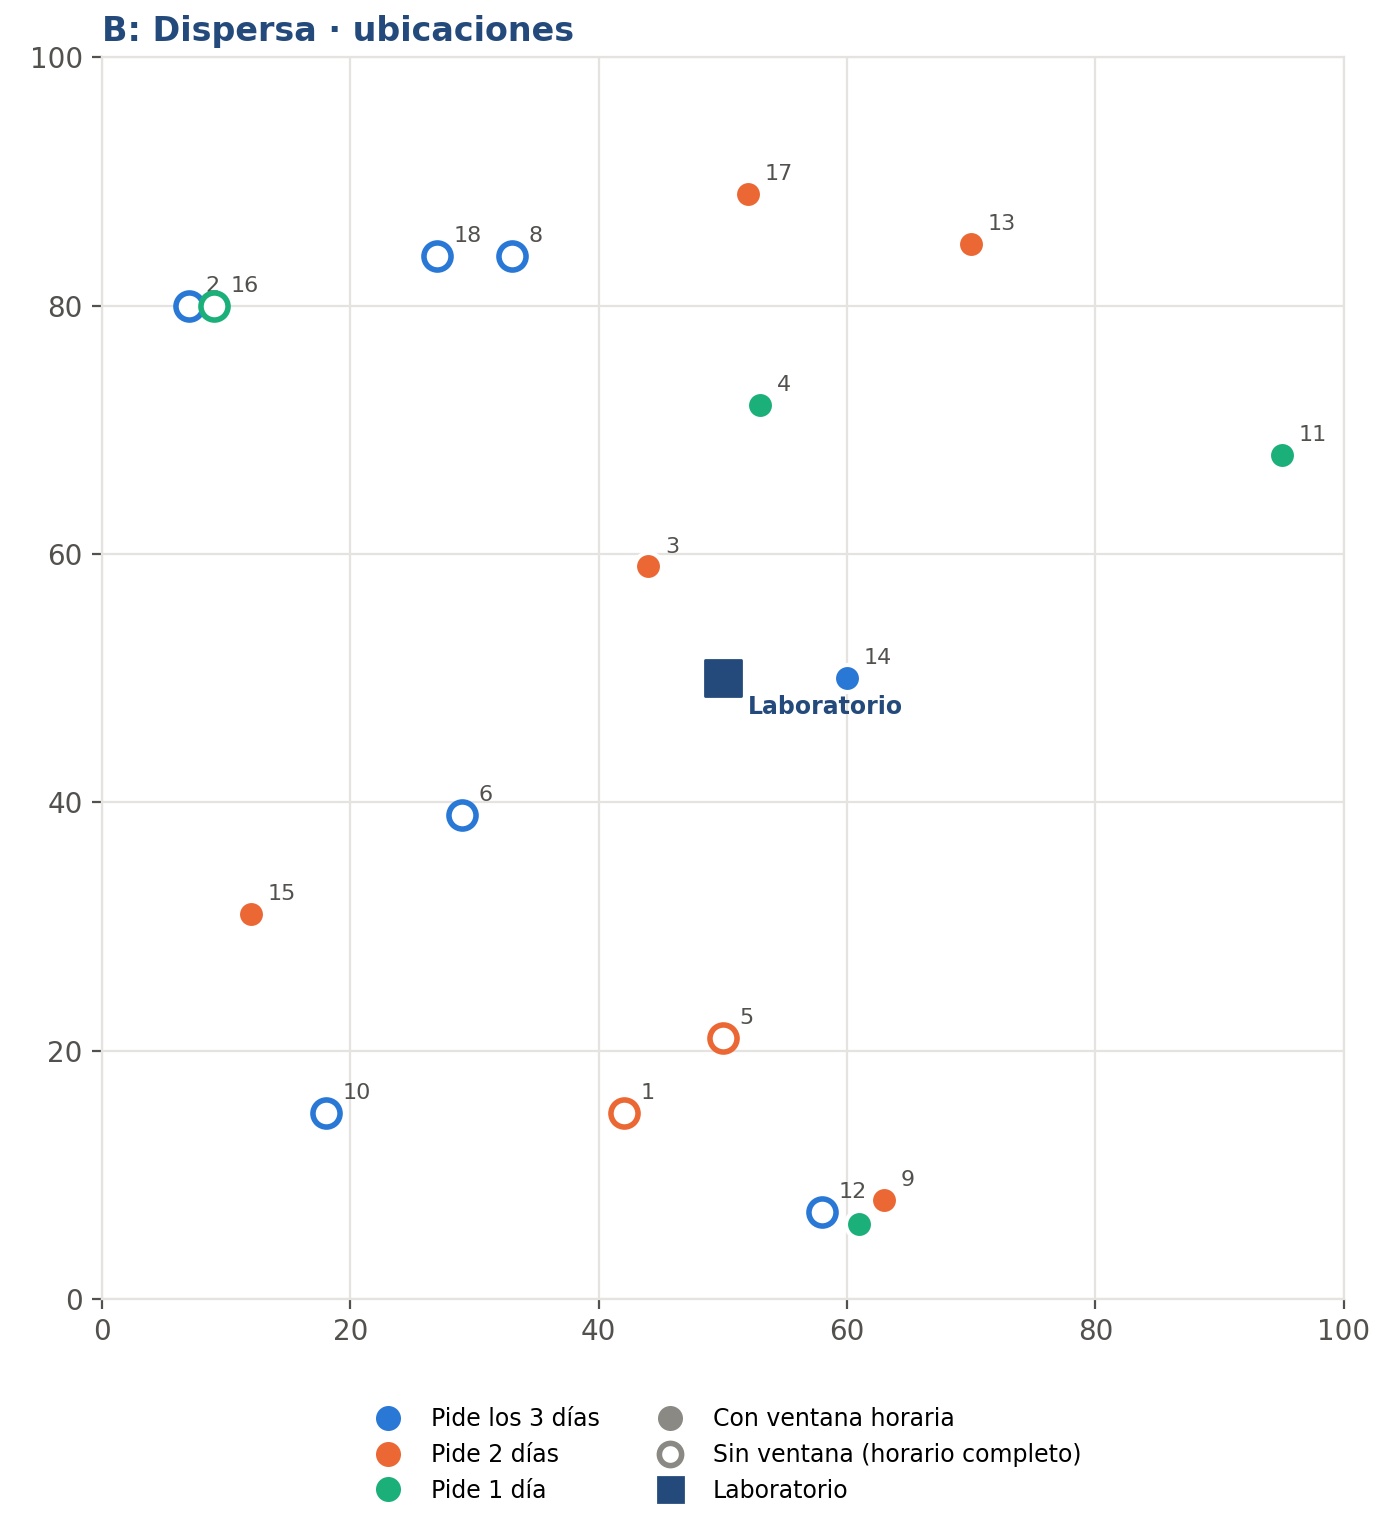 B: Dispersa · ubicaciones
100
17
13
18 8
2 16
80
4
11
3
60
14
Laboratorio
6
40
15
5
20
10 1
9
12
0
0 20 40 60 80 100
Pide los 3 días
Pide 2 días
Pide 1 día
Con ventana horaria
Sin ventana (horario completo)
Laboratorio